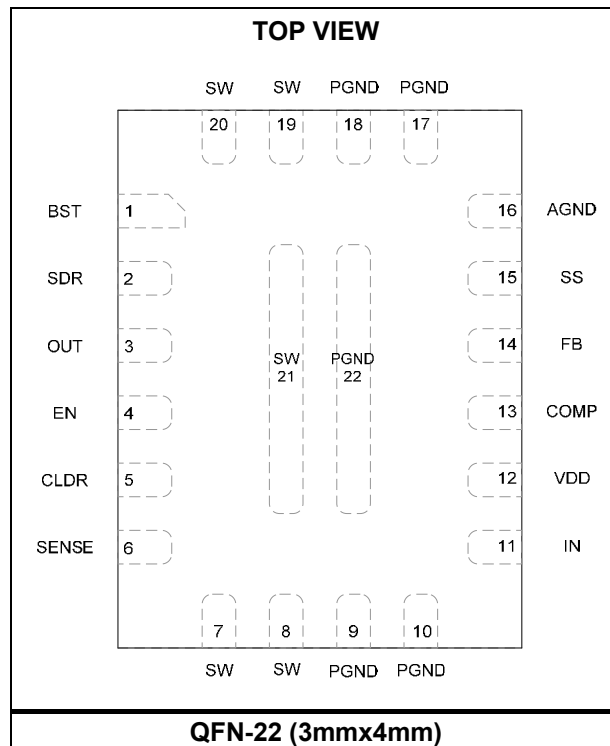 TOP VIEW
SW SW PGND PGND
20 19 18 17
BST 1 16 AGND
SDR 2 15 SS
OUT 3 14 FB
SW PGND
21 22
EN 4 13 COMP
CLDR 5 12 VDD
SENSE 6 11 IN
7 8 9 10
SW SW PGND PGND
QFN-22 (3mmx4mm)